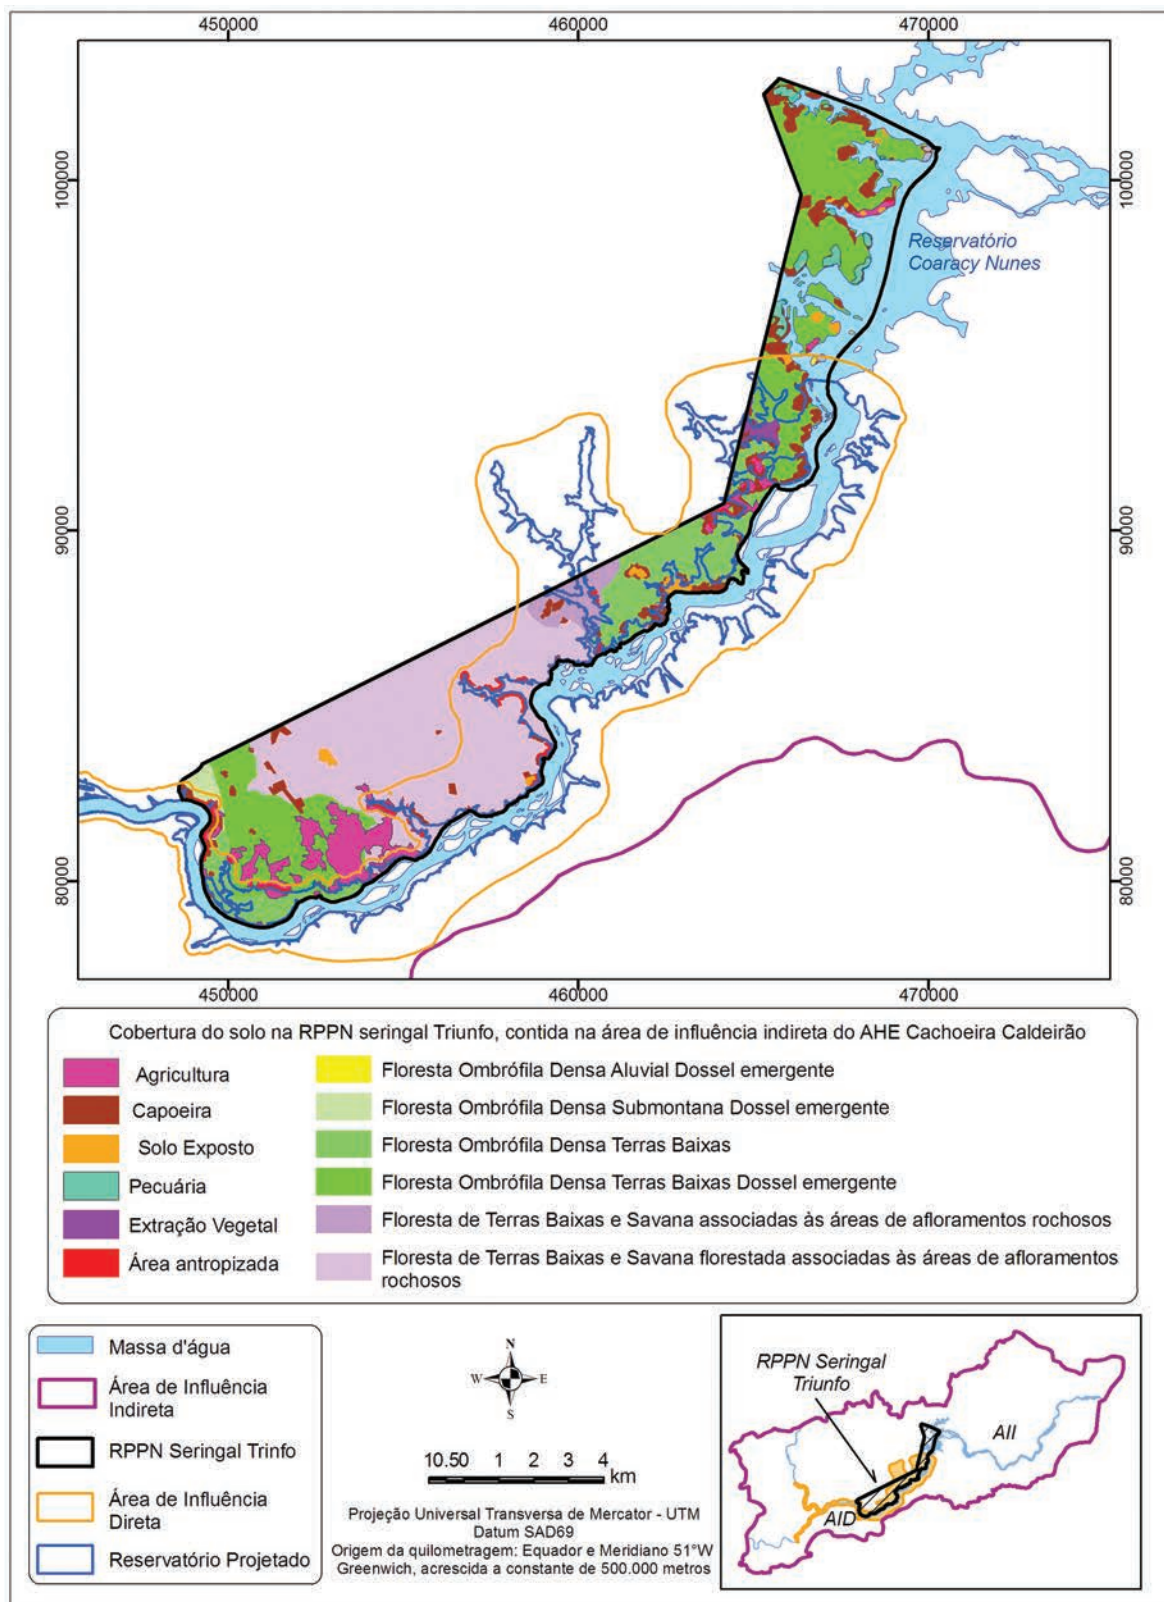 450000
460000
470000
100000
100000
Reservatório
Coaracy Nunes
90000
90000
80000
80000
450000
460000
470000
Cobertura do solo na RPPN seringal Triunfo, contida na área de influência indireta do AHE Cachoeira Caldeirão
Agricultura
Capoeira
Solo Exposto
Pecuária
Extração Vegetal
Área antropizada
Floresta Ombrófila Densa Aluvial Dossel emergente
Floresta Ombrófila Densa Submontana Dossel emergente
Floresta Ombrófila Densa Terras Baixas
Floresta Ombrófila Densa Terras Baixas Dossel emergente
Floresta de Terras Baixas e Savana associadas às áreas de afloramentos rochosos
Floresta de Terras Baixas e Savana florestada associadas às áreas de afloramentos
rochosos
Massa d'água
Área de Influência
Indireta
RPPN Seringal Trinfo
Área de Influência
Direta
Reservatório Projetado
N
W E
S
10.50 1 2 3 4
km
Projeção Universal Transversa de Mercator - UTM
Datum SAD69
Origem da quilometragem: Equador e Meridiano 51°W
Greenwich, acrescida a constante de 500.000 metros
RPPN Seringal
Triunfo
AII
AID